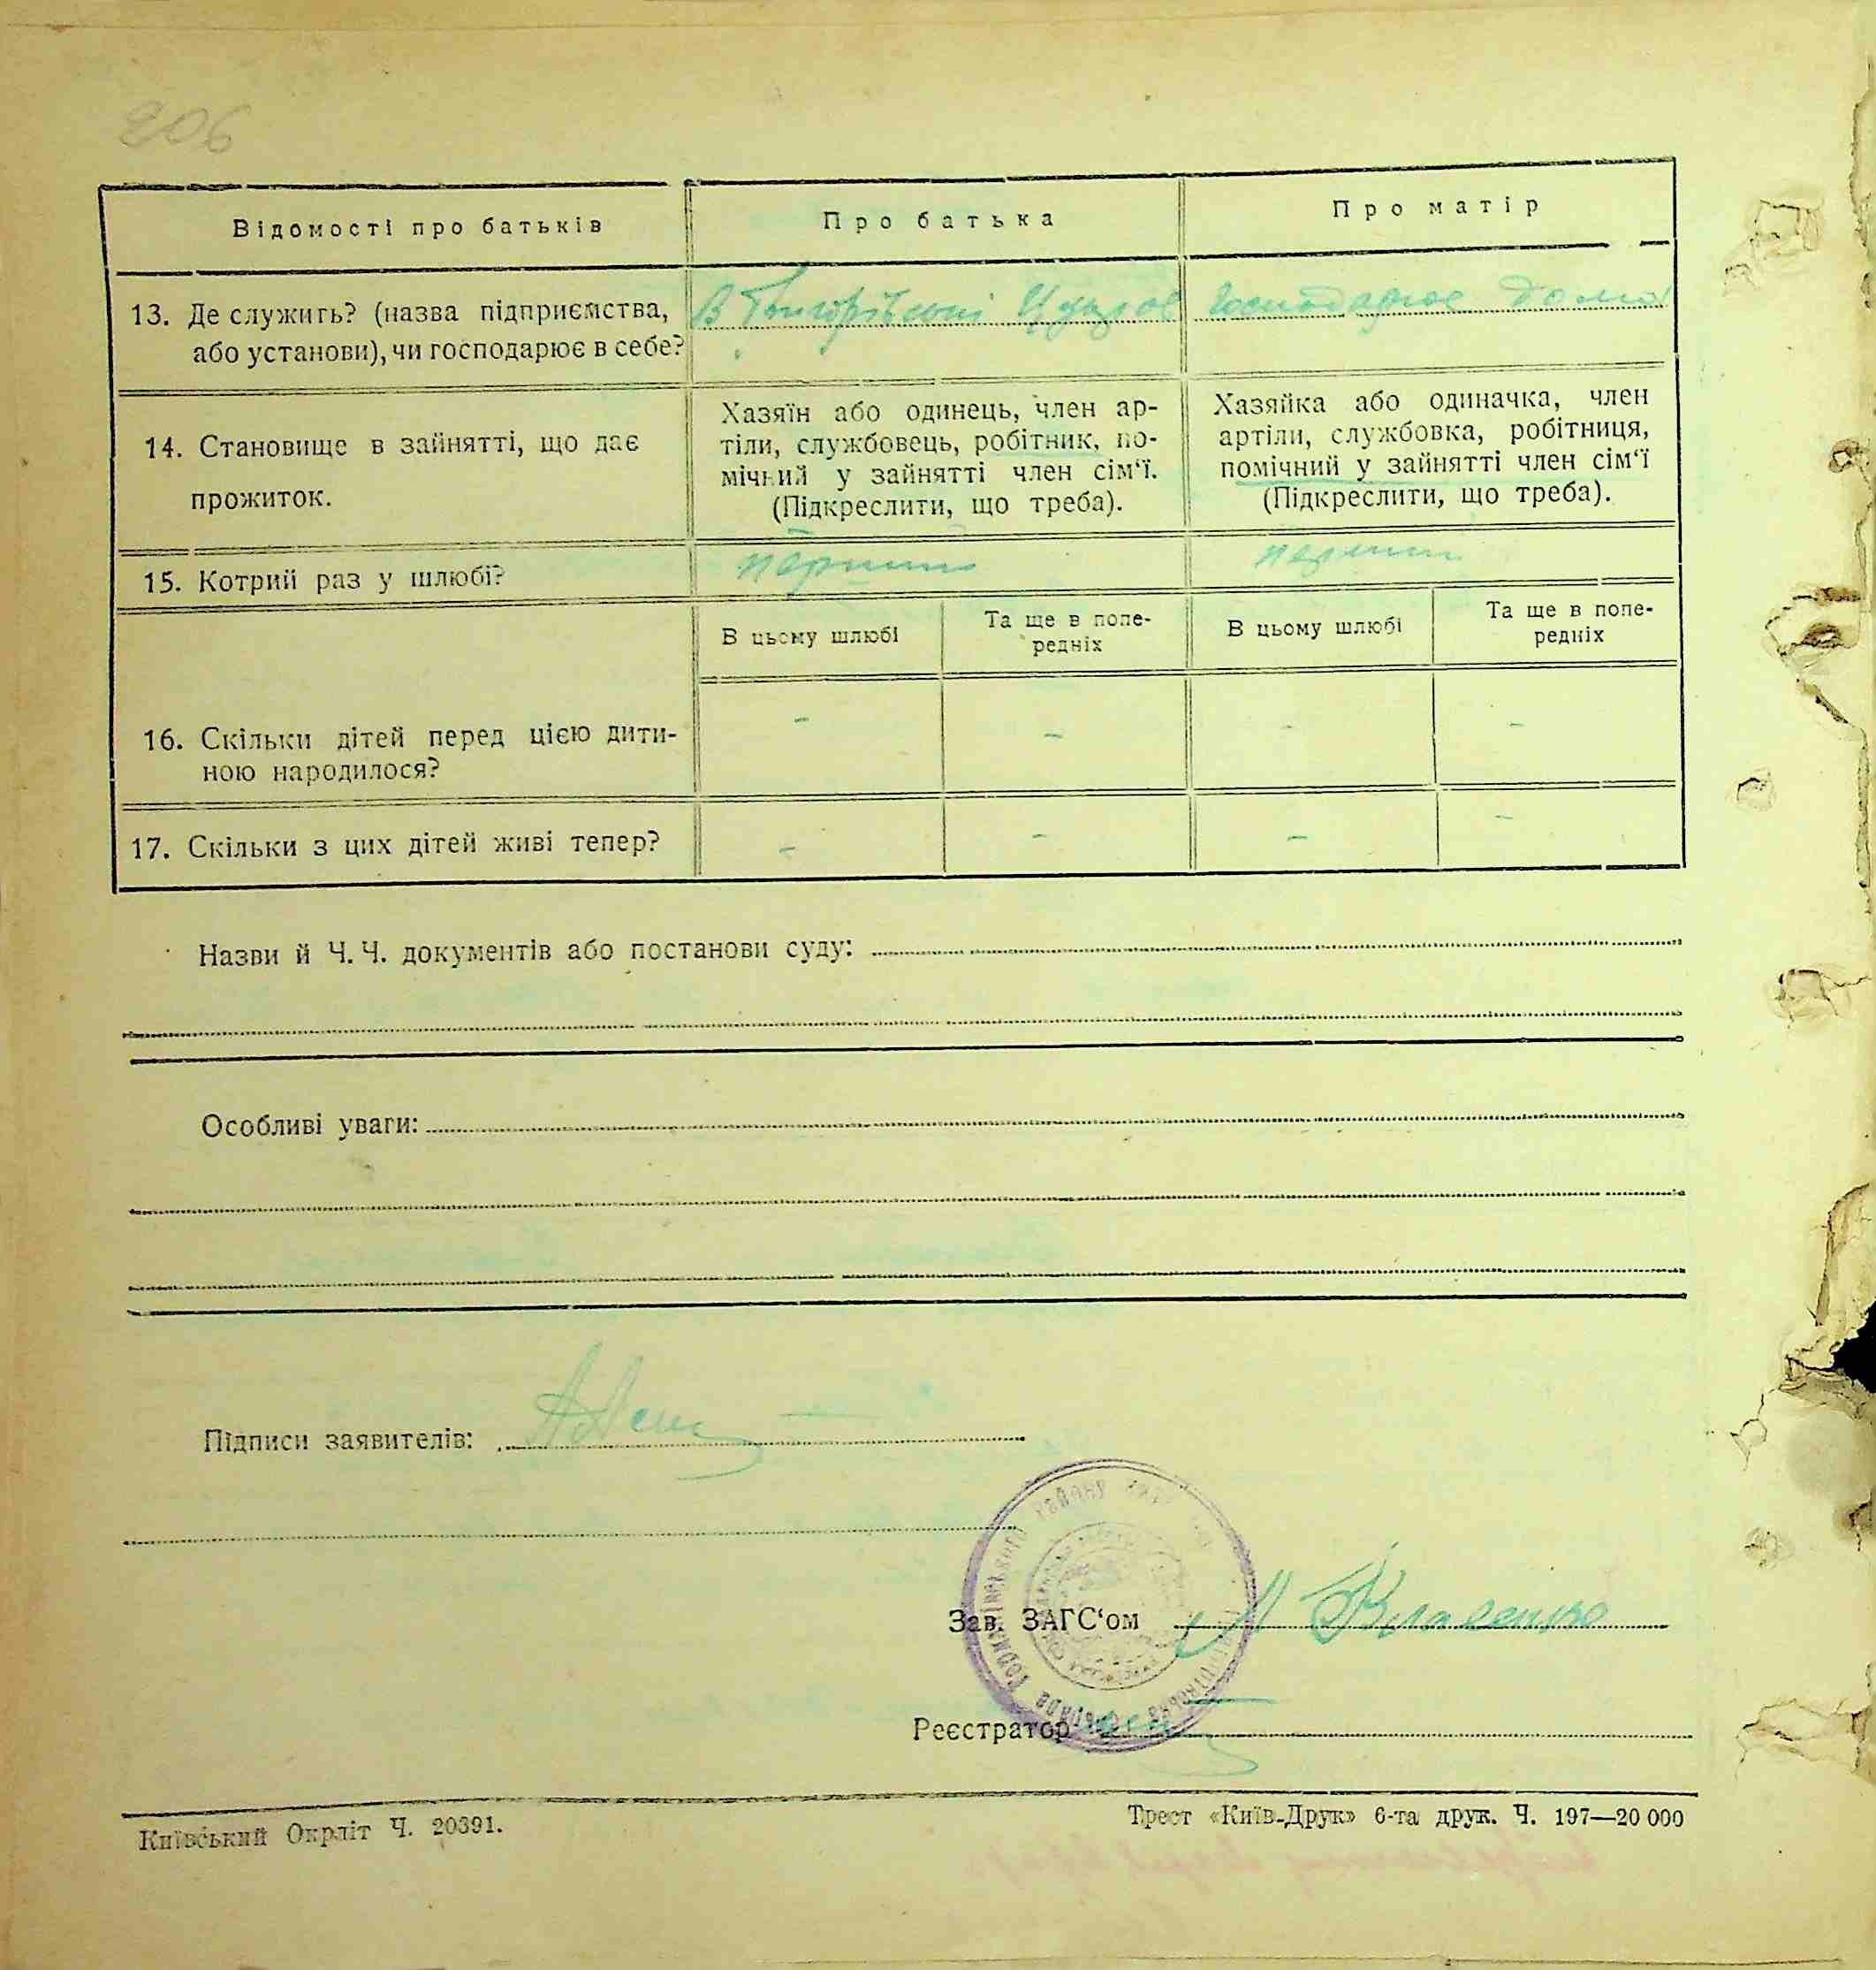 206
Відомості про батьків
Про батька
Про матір
13. Де служить? (назва підприємства,
або установи), чи господарює в себе?
В Григорівські Цукров
господарює дома
14. Становище в зайнятті, що дає
прожиток.
Хазяїн або одинець, член ар-
тіли, службовець, робітник, по-
мічний у зайнятті член сім‘ї.
(Підкреслити, що треба).
Хазяйка або одиначка, член
артіли, службовка, робітниця,
помічний у зайнятті член сім‘ї
(Підкреслити, що треба).
15. Котрий раз у шлюбі?
перший
перший
В цьому шлюбі
Та ще в попе-
редніх
В цьому шлюбі
Та ще в попе-
редніх
16. Скільки дітей перед цією дити-
ною народилося?
-
-
-
-
17. Скільки з цих дітей живі тепер?
-
-
-
-
Назви й Ч. Ч. документів або постанови суду:
Особливі уваги:
Підписи заявителів:
району
Зав. ЗАГС‘ом
Реєстратор
Київський Окрліт Ч. 20391.
Трест «Київ-Друк» 6-та друк. Ч. 197—20 000